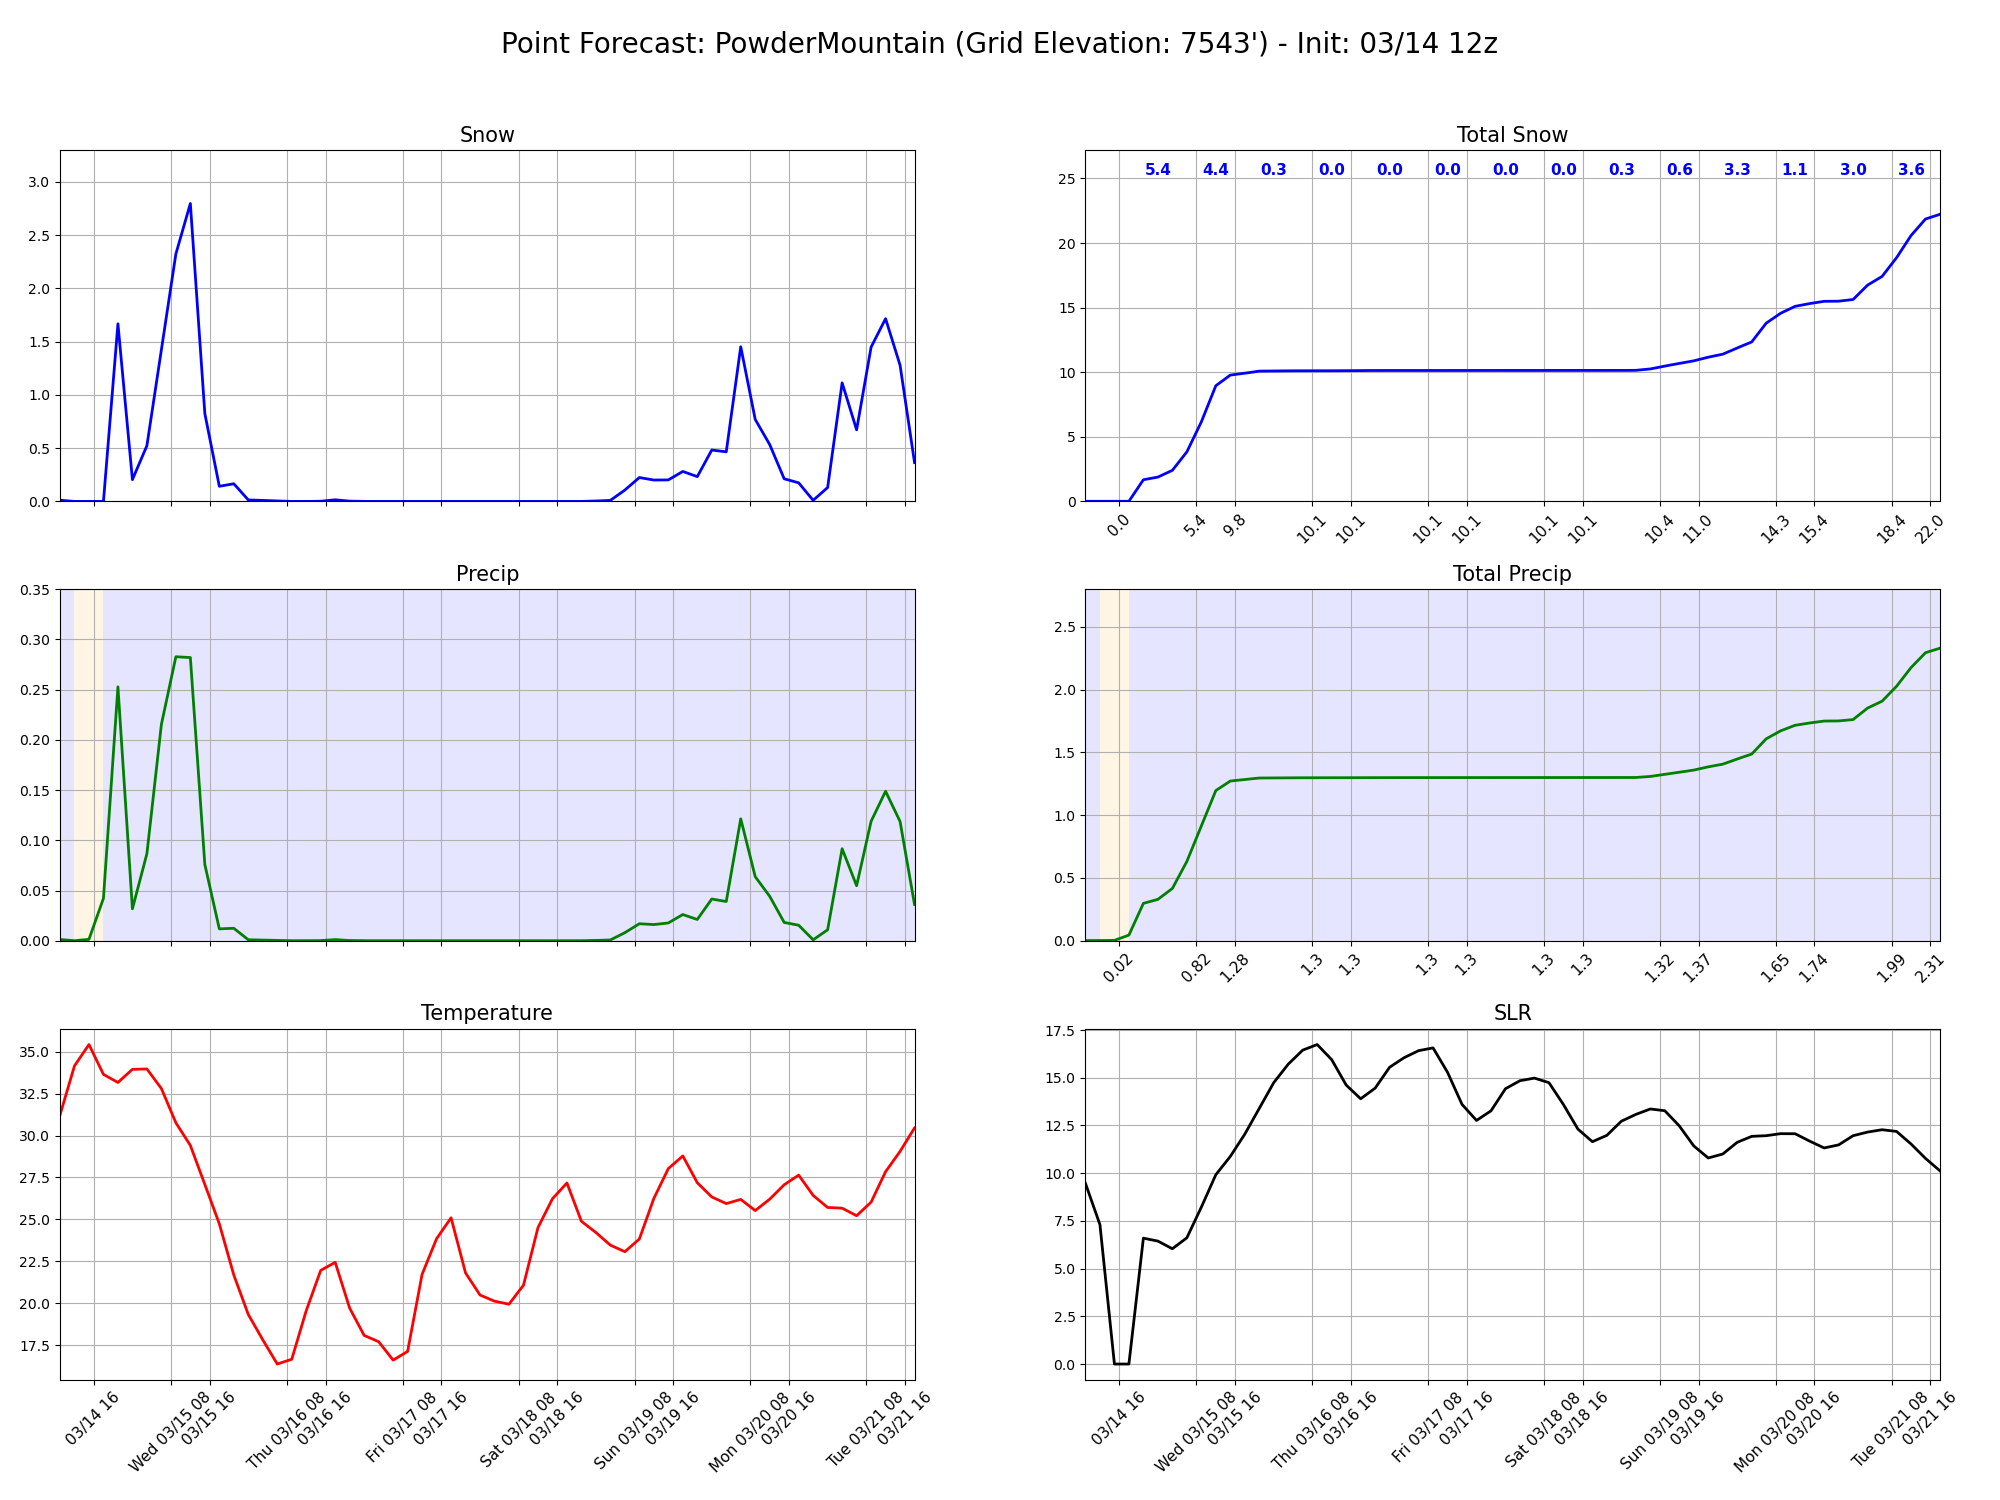 Point Forecast: PowderMountain (Grid Elevation: 7543') - Init: 03/14 12z
Snow
3.0
2.5
2.0
1.5
1.0
0.5
0.0
Total Snow
5.4 4.4 0.3 0.0 0.0 0.0 0.0 0.0 0.3 0.6 3.3 1.1 3.0 3.6
25
20
15
10
5
0
0.0 5.4 9.8 10.1 10.1 10.1 10.1 10.1 10.1 10.4 11.0 14.3 15.4 18.4 22.0
Precip
0.35
0.30
0.25
0.20
0.15
0.10
0.05
0.00
Total Precip
2.5
2.0
1.5
1.0
0.5
0.0
0.02 0.82 1.28 1.3 1.3 1.3 1.3 1.3 1.3 1.32 1.37 1.65 1.74 1.99 2.31
Temperature
35.0
32.5
30.0
27.5
25.0
22.5
20.0
17.5
03/14 16
Wed 03/15 08
03/15 16
Thu 03/16 08
03/16 16
Fri 03/17 08
03/17 16
Sat 03/18 08
03/18 16
Sun 03/19 08
03/19 16
Mon 03/20 08
03/20 16
Tue 03/21 08
03/21 16
SLR
17.5
15.0
12.5
10.0
7.5
5.0
2.5
0.0
03/14 16
Wed 03/15 08
03/15 16
Thu 03/16 08
03/16 16
Fri 03/17 08
03/17 16
Sat 03/18 08
03/18 16
Sun 03/19 08
03/19 16
Mon 03/20 08
03/20 16
Tue 03/21 08
03/21 16